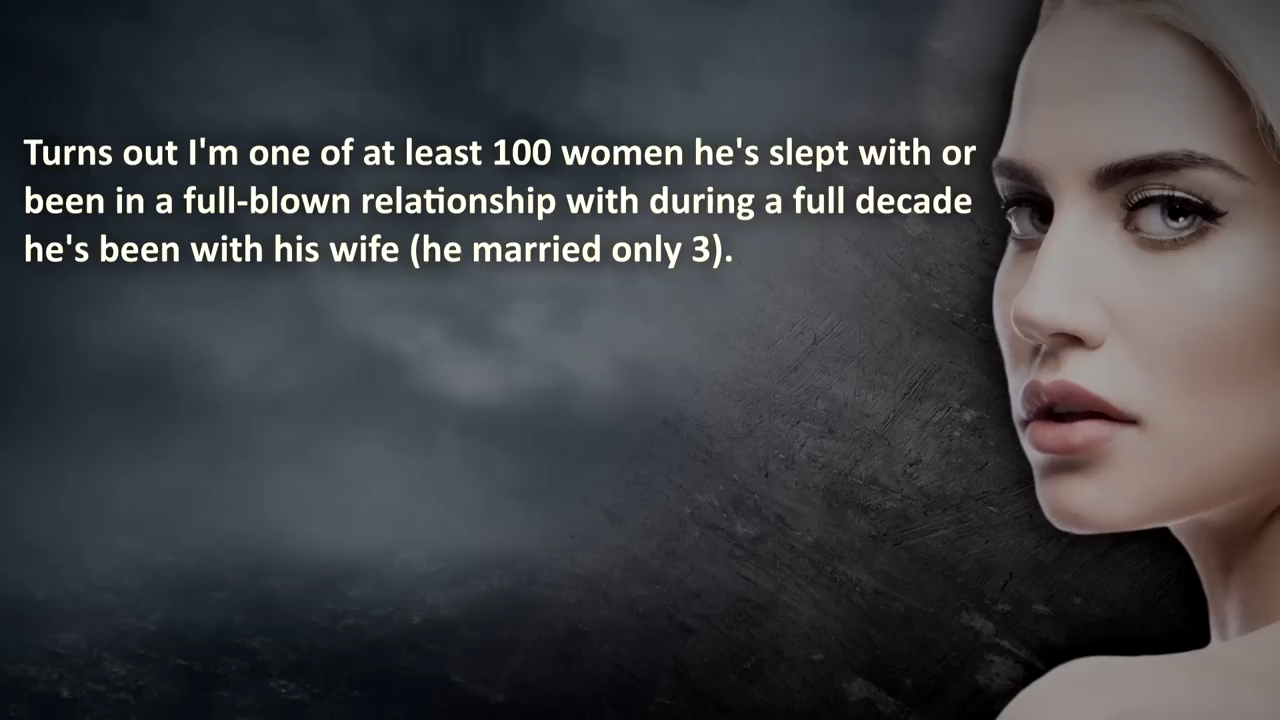 Turns out I'm one of at least 100 women he's slept with or
been in a full-blown relationship with during a full decade
he's been with his wife (he married only 3).